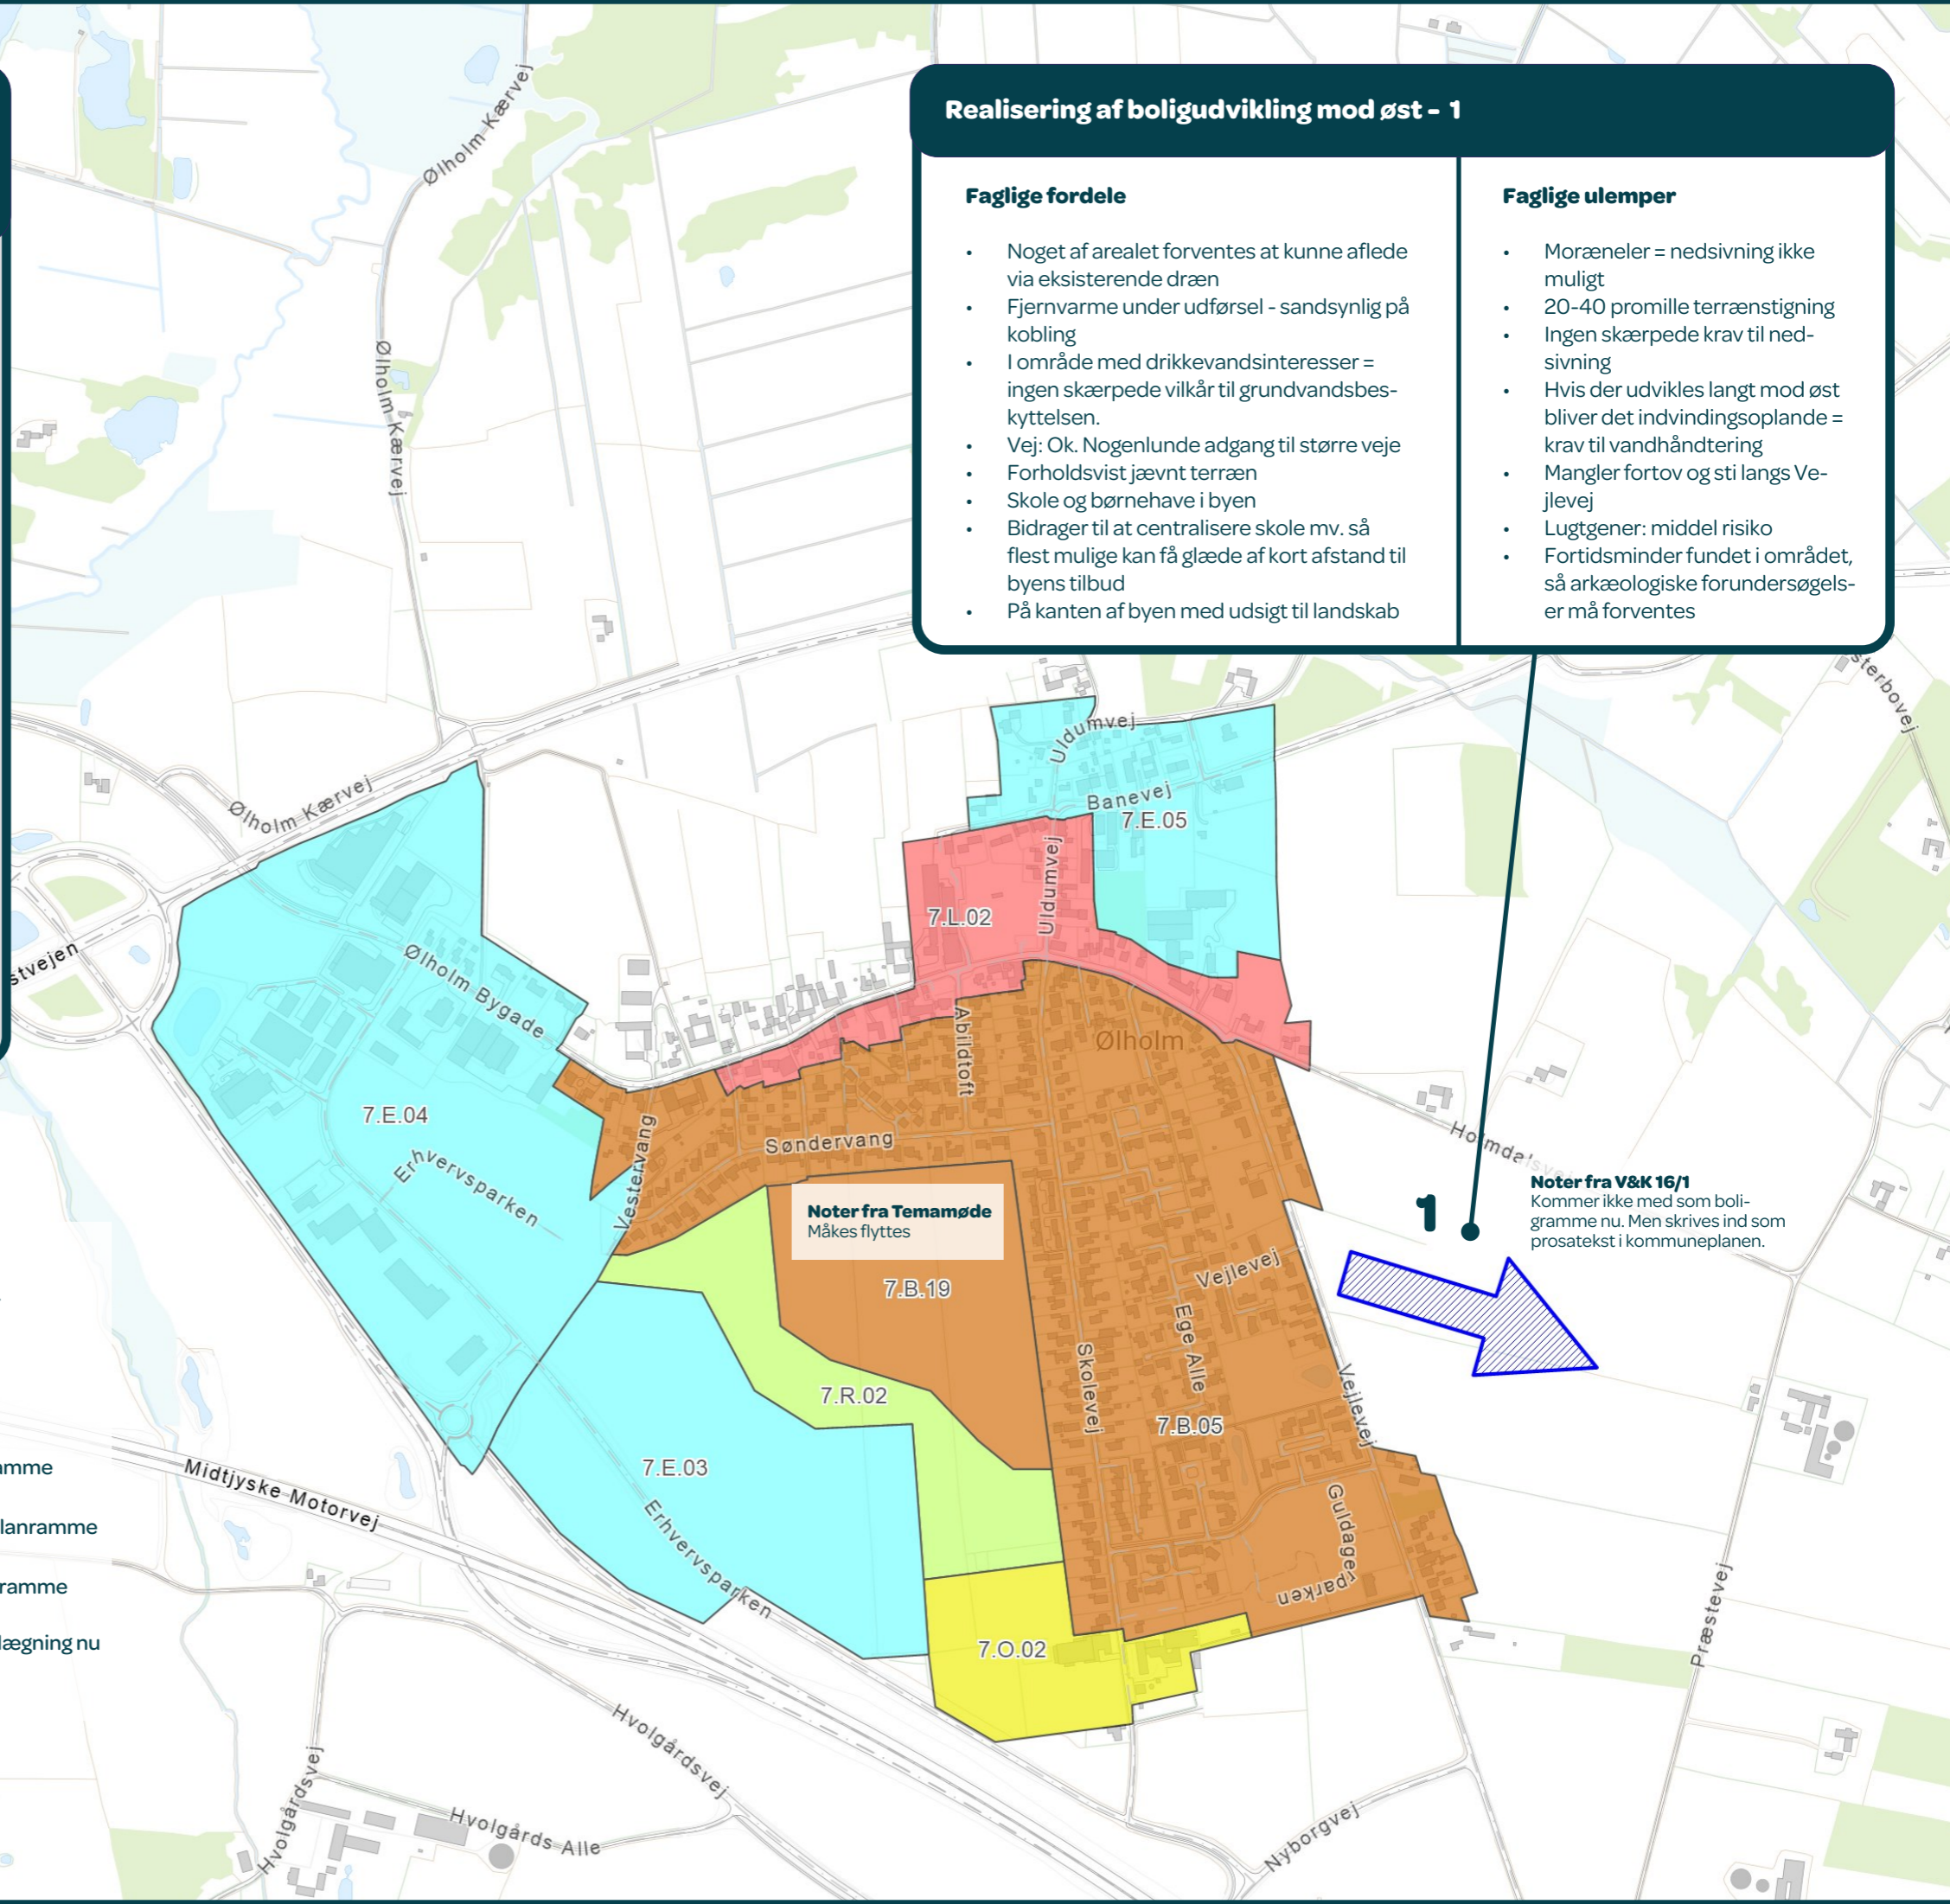 Realisering af boligudvikling mod øst - 1
Faglige fordele
• Noget af arealet forventes at kunne aflede
via eksisterende dræn
• Fjernvarme under udførsel - sandsynlig på
kobling
• I område med drikkevandsinteresser =
ingen skærpede vilkår til grundvandsbes-
kyttelsen.
• Vej: Ok. Nogenlunde adgang til større veje
• Forholdsvist jævnt terræn
• Skole og børnehave i byen
• Bidrager til at centralisere skole mv. så
flest mulige kan få glæde af kort afstand til
byens tilbud
• På kanten af byen med udsigt til landskab
Faglige ulemper
• Moræneler = nedsivning ikke
muligt
• 20-40 promille terrænstigning
• Ingen skærpede krav til ned-
sivning
• Hvis der udvikles langt mod øst
bliver det indvindingsoplande =
krav til vandhåndtering
• Mangler fortov og sti langs Ve-
jlevej
• Lugtgener: middel risiko
• Fortidsminder fundet i området,
så arkæologiske forundersøgels-
er må forventes
Ølholm Kærvej
Ølholm Kærvej
Ølholm Kærvej
sterbovej
Uldumvej
Banevej
7.E.05
Uldumvej
7.L.02
stvejen
Ølholm Bygade
Abildtoft
Ølholm
7.E.04
Erhvervsparken
Vestervang
Søndervang
Holmdalsve
Noter fra Temamøde
Måkes flyttes
7.B.19
1
Noter fra V&K 16/1
Kommer ikke med som boli-
gramme nu. Men skrives ind som
prosatekst i kommuneplanen.
Vejlevej
Ege Alle
Skolevej
Vejlevej
7.R.02
7.B.05
7.E.03
Erhvervsparken
Guldagerparken
7.O.02
Midtjyske Motorvej
amme
lanramme
ramme
lægning nu
Præstevej
Hvolgårdsvej
Hvolgårdsvej
Hvolgårds Alle
Nyborgvej